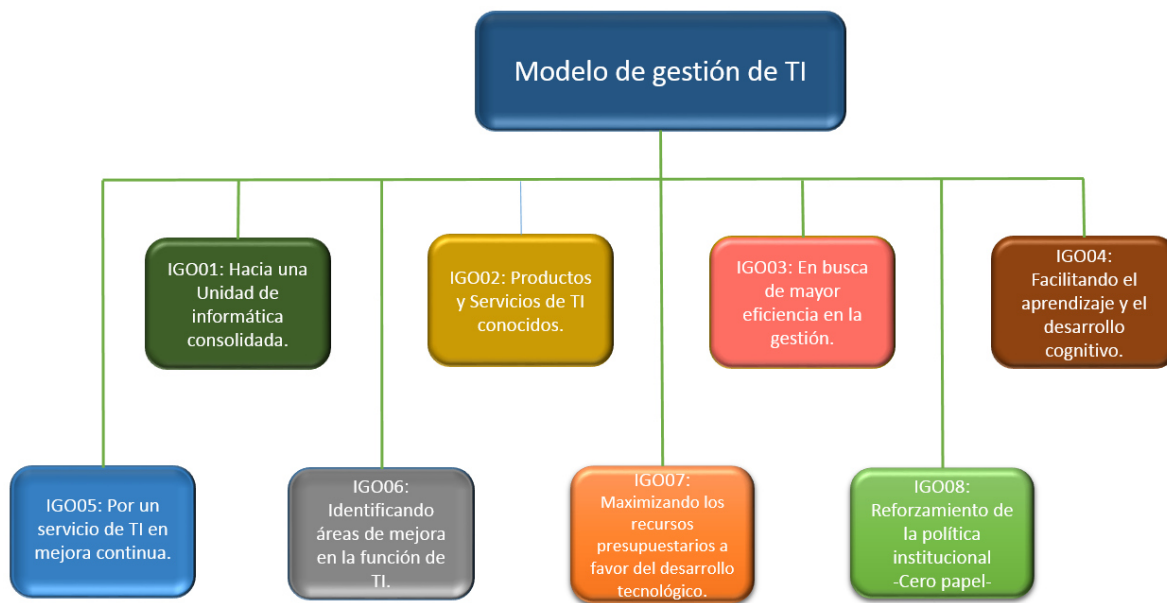 Modelo de gestión de TI
IGO01: Hacia una
Unidad de
informática
consolidada.
IGO02: Productos
y Servicios de TI
conocidos.
IGO03: En busca
de mayor
eficiencia en la
gestión.
IGO04:
Facilitando el
aprendizaje y el
desarrollo
cognitivo.
IGO05: Por un
servicio de TI en
mejora continua.
IGO06:
Identificando
áreas de mejora
en la función de
TI.
IGO07:
Maximizando los
recursos
presupuestarios a
favor del desarrollo
tecnológico.
IGO08:
Reforzamiento de
la política
institucional
-Cero papel-